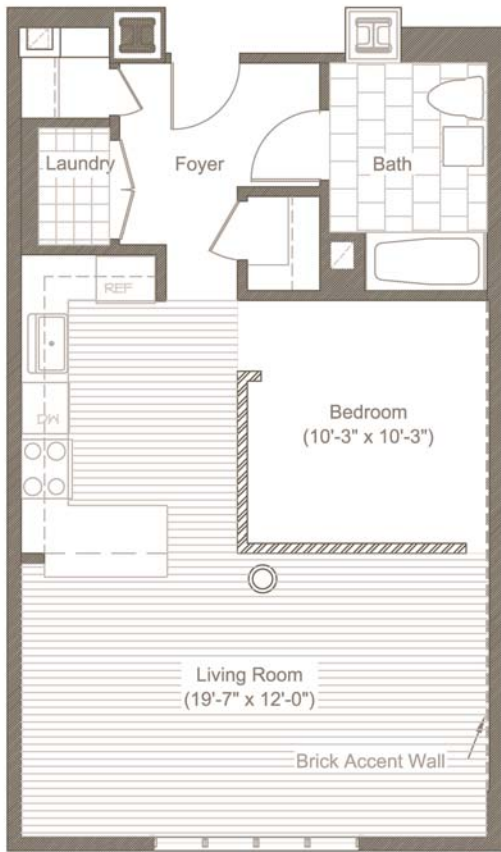 Laundry
Foyer
Bath
REF
DW
Bedroom
(10'-3" x 10'-3")
Living Room
(19'-7" x 12'-0")
Brick Accent Wall